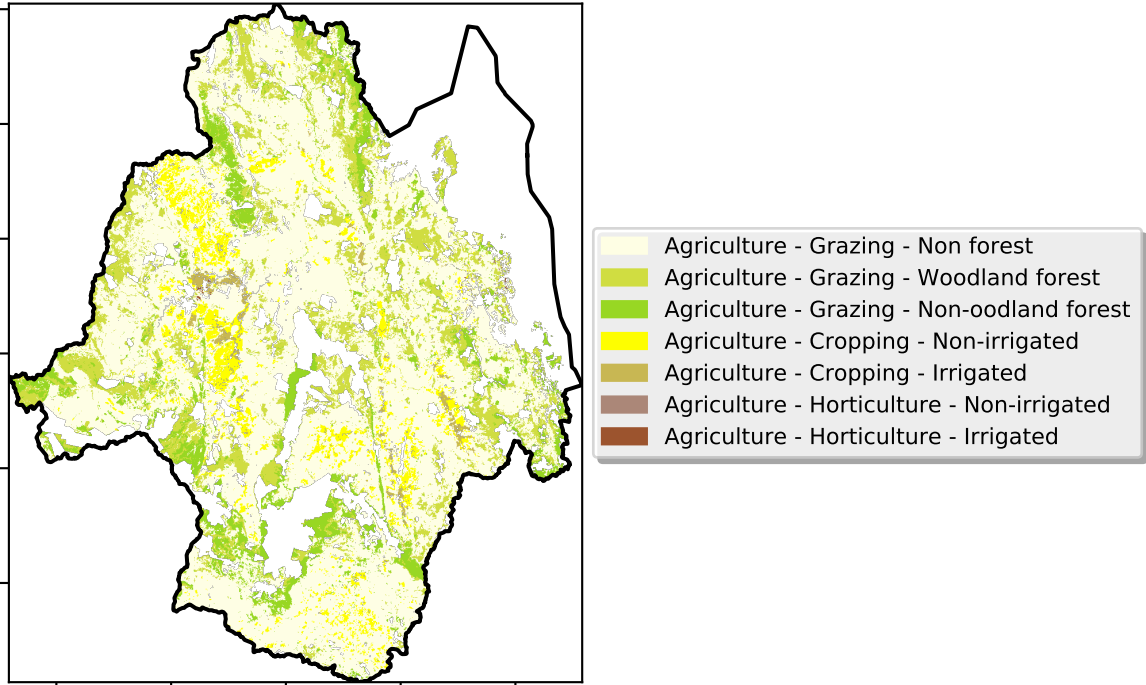 Agriculture - Grazing - Non forest
Agriculture - Grazing - Woodland forest
Agriculture - Grazing - Non-oodland forest
Agriculture - Cropping - Non-irrigated
Agriculture - Cropping - Irrigated
Agriculture - Horticulture - Non-irrigated
Agriculture - Horticulture - Irrigated